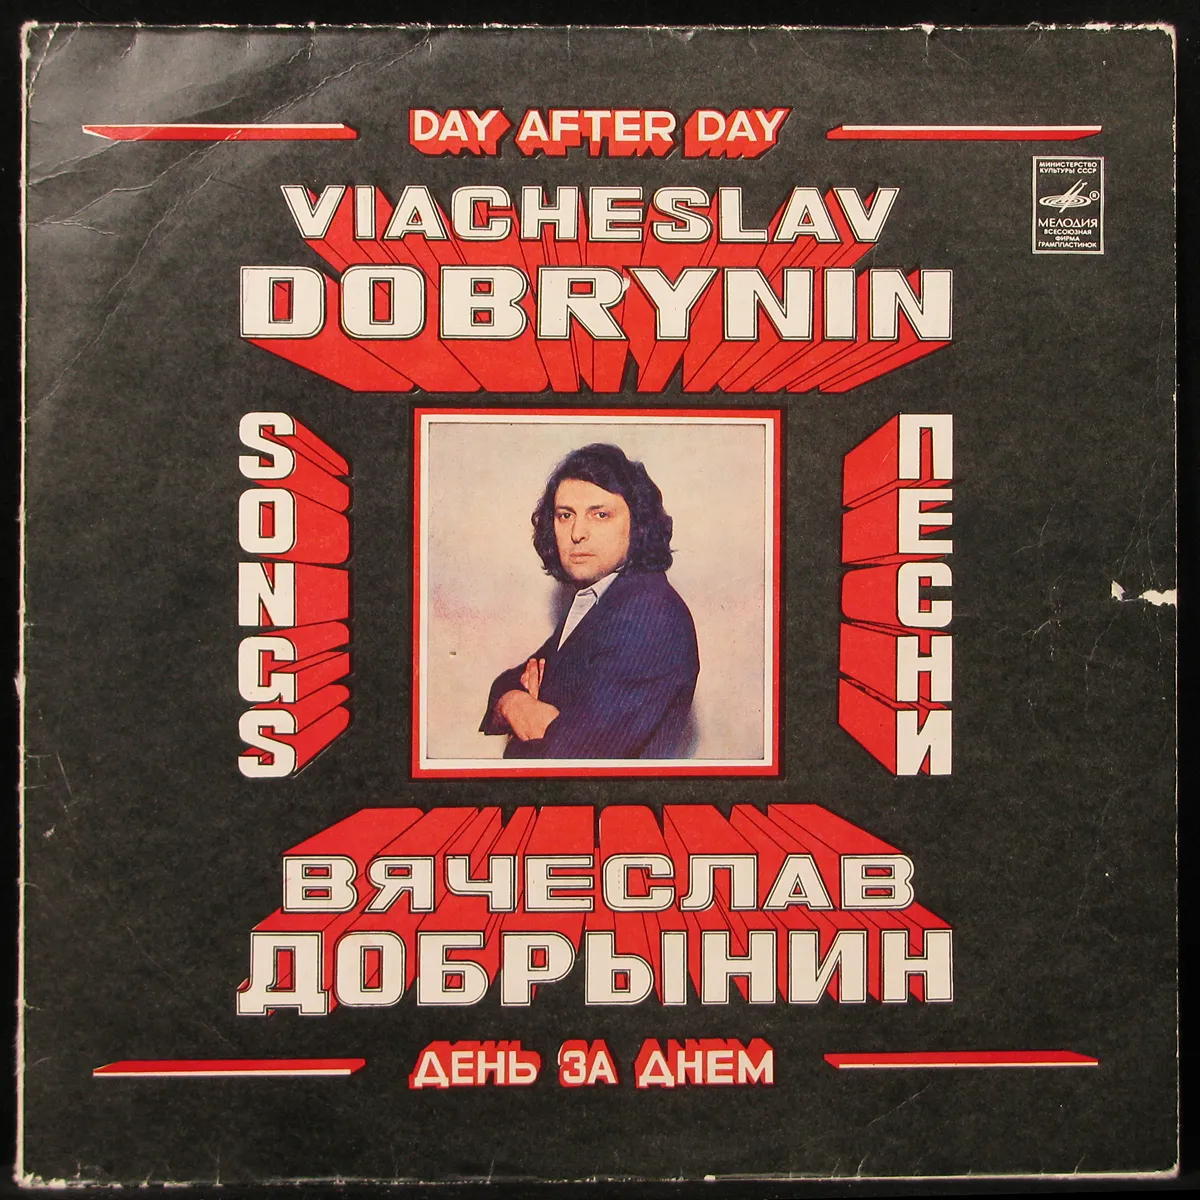 DAY AFTER DAY
VIACHESLAV
DOBRYNIN
МИНИСТЕРСТВО
КУЛЬТУРЫ СССР
МЕЛОДИЯ
ВСЕСОЮЗНАЯ
ФИРМА
ГРАМПЛАСТИНОК
SONGS
ПЕСНИ
ВЯЧЕСЛАВ
ДОБРЫНИН
ДЕНЬ ЗА ДНЕМ